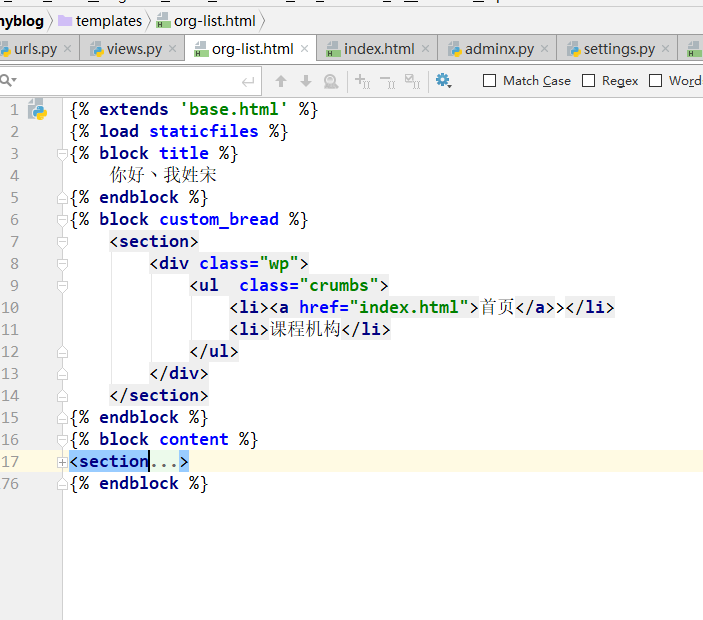 myblog templates org-list.html
urls.py views.py org-list.html index.html adminx.py settings.py
Match Case Regex Word
1 {% extends 'base.html' %}
2 {% load staticfiles %}
3 {% block title %}
4 你好丶我姓宋
5 {% endblock %}
6 {% block custom_bread %}
7 <section>
8 <div class="wp">
9 <ul  class="crumbs">
10 <li><a href="index.html">首页</a>></li>
11 <li>课程机构</li>
12 </ul>
13 </div>
14 </section>
15 {% endblock %}
16 {% block content %}
17 <section...>
76 {% endblock %}